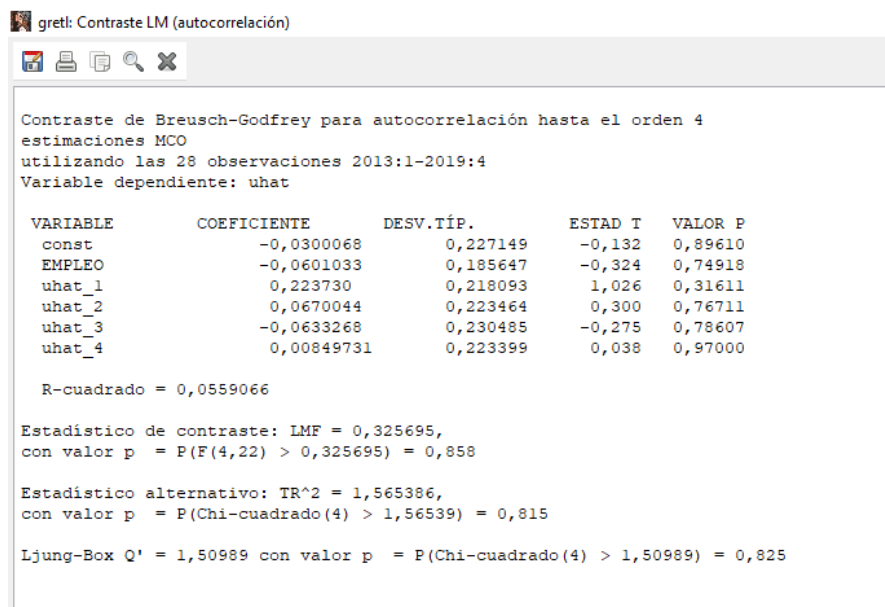 gretl: Contraste LM (autocorrelación)
Contraste de Breusch-Godfrey para autocorrelación hasta el orden 4
estimaciones MCO
utilizando las 28 observaciones 2013:1-2019:4
Variable dependiente: uhat
VARIABLE COEFICIENTE DESV.TÍP. ESTAD T VALOR P
const -0,0300068 0,227149 -0,132 0,89610
EMPLEO -0,0601033 0,185647 -0,324 0,74918
uhat_1 0,223730 0,218093 1,026 0,31611
uhat_2 0,0670044 0,223464 0,300 0,76711
uhat_3 -0,0633268 0,230485 -0,275 0,78607
uhat_4 0,00849731 0,223399 0,038 0,97000
R-cuadrado = 0,0559066
Estadístico de contraste: LMF = 0,325695,
con valor p = P(F(4,22) > 0,325695) = 0,858
Estadístico alternativo: TR^2 = 1,565386,
con valor p = P(Chi-cuadrado(4) > 1,56539) = 0,815
Ljung-Box Q' = 1,50989 con valor p = P(Chi-cuadrado(4) > 1,50989) = 0,825